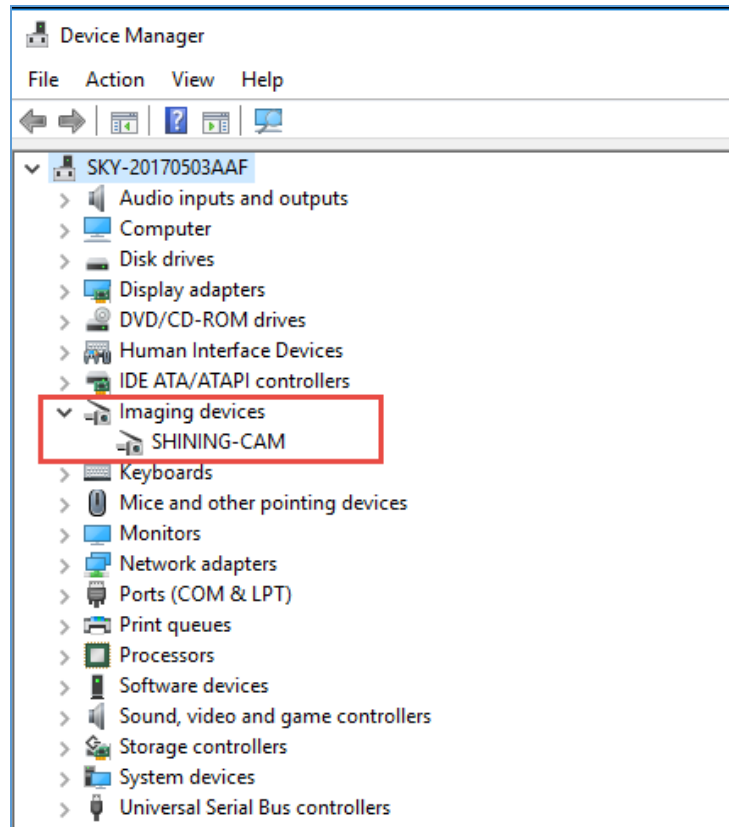 Device Manager
File Action View Help
SKY-20170503AAF
Audio inputs and outputs
Computer
Disk drives
Display adapters
DVD/CD-ROM drives
Human Interface Devices
IDE ATA/ATAPI controllers
Imaging devices
SHINING-CAM
Keyboards
Mice and other pointing devices
Monitors
Network adapters
Ports (COM & LPT)
Print queues
Processors
Software devices
Sound, video and game controllers
Storage controllers
System devices
Universal Serial Bus controllers